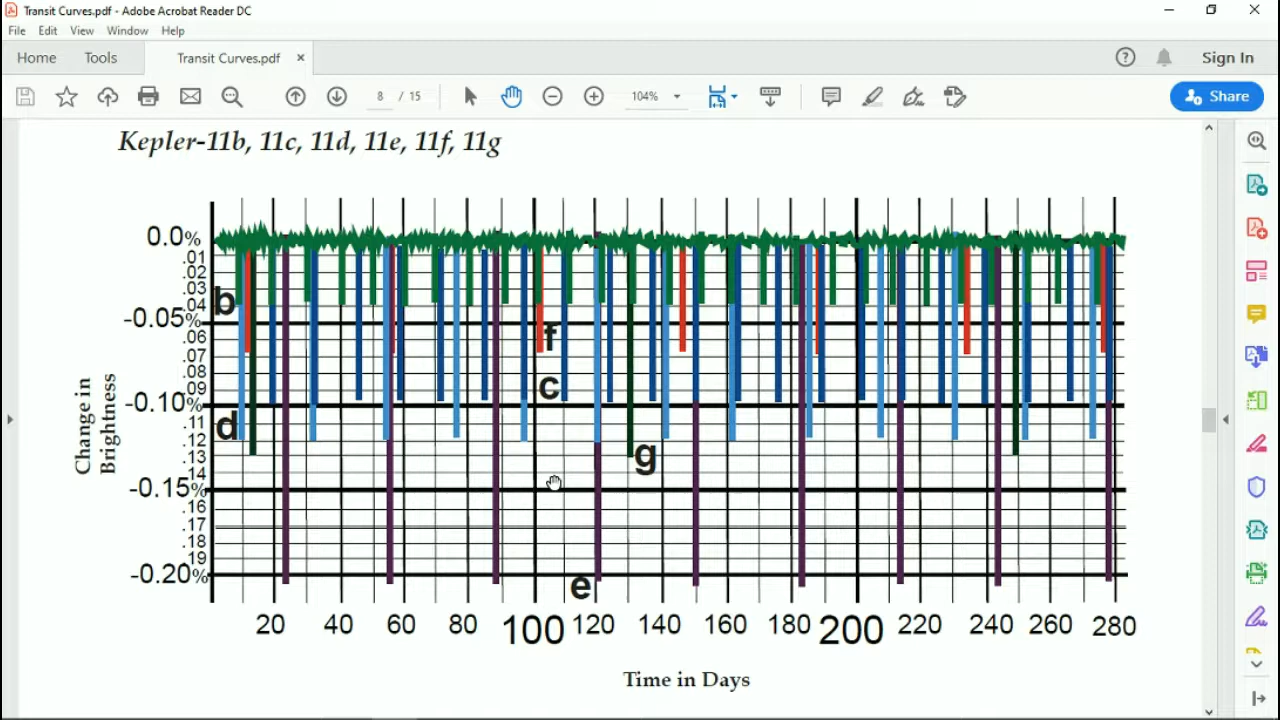 Transit Curves.pdf - Adobe Acrobat Reader DC
File Edit View Window Help
Home Tools Transit Curves.pdf × Sign In
8 / 15 104% Share
Kepler-11b, 11c, 11d, 11e, 11f, 11g
0.0%
.01
.02
.03
b .04
-0.05%
.06 f
.07
.08
.09 c
-0.10%
d .11
.12
.13 g
.14
-0.15%
.16
.17
.18
.19
-0.20%
e
Change in
Brightness
20 40 60 80 100 120 140 160 180 200 220 240 260 280
Time in Days